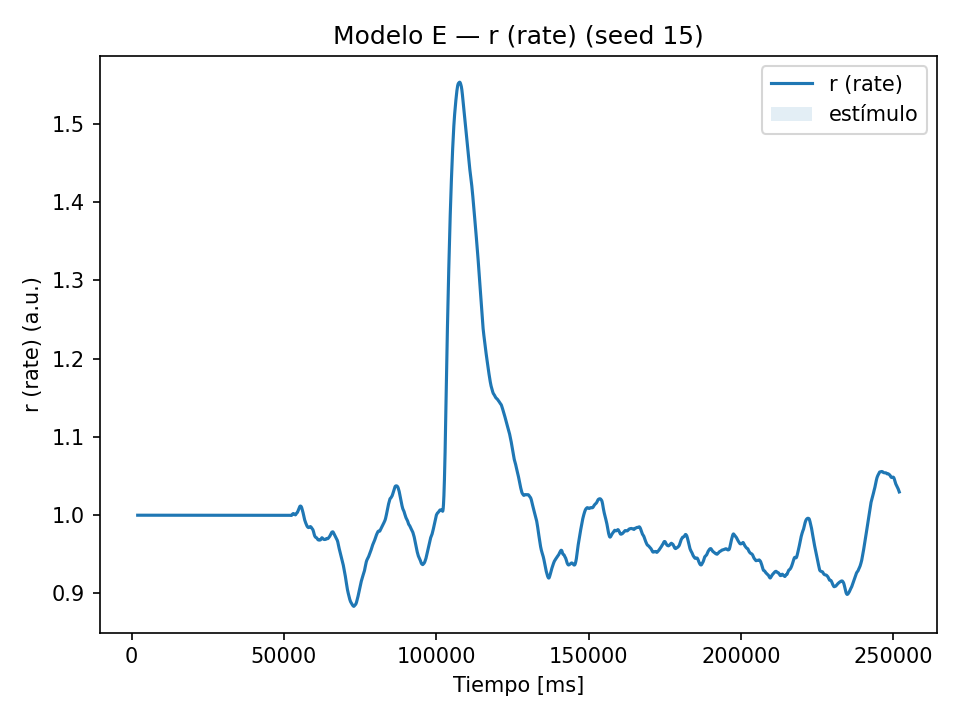 Modelo E — r (rate) (seed 15)
r (rate)
estímulo
1.5
1.4
1.3
1.2
1.1
1.0
0.9
r (rate) (a.u.)
0 50000 100000 150000 200000 250000
Tiempo [ms]